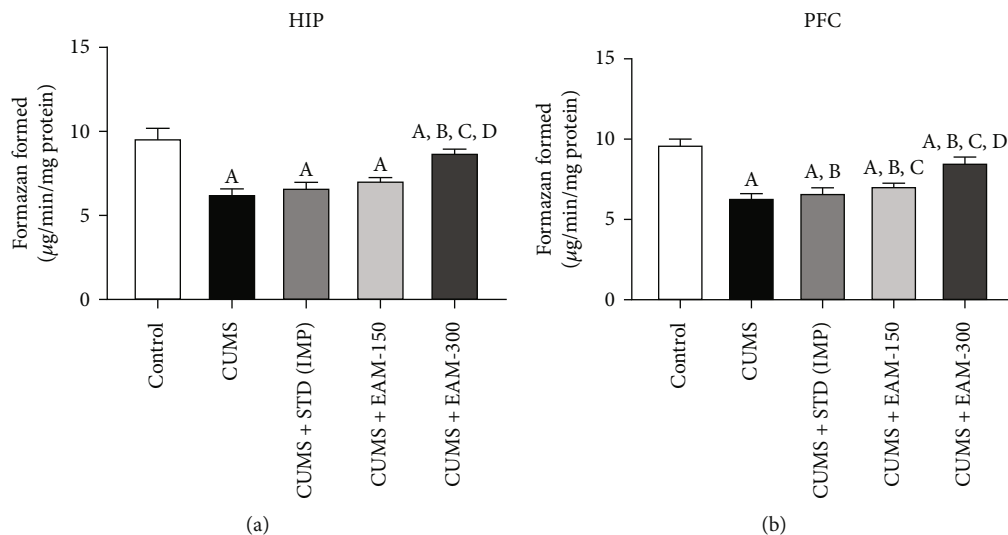 HIP
Formazan formed
(μg/min/mg protein)
15
10
5
0
A
A
A
A, B, C, D
Control
CUMS
CUMS + STD (IMP)
CUMS + EAM-150
CUMS + EAM-300
(a)
PFC
Formazan formed
(μg/min/mg protein)
15
10
5
0
A
A, B
A, B, C
A, B, C, D
Control
CUMS
CUMS + STD (IMP)
CUMS + EAM-150
CUMS + EAM-300
(b)